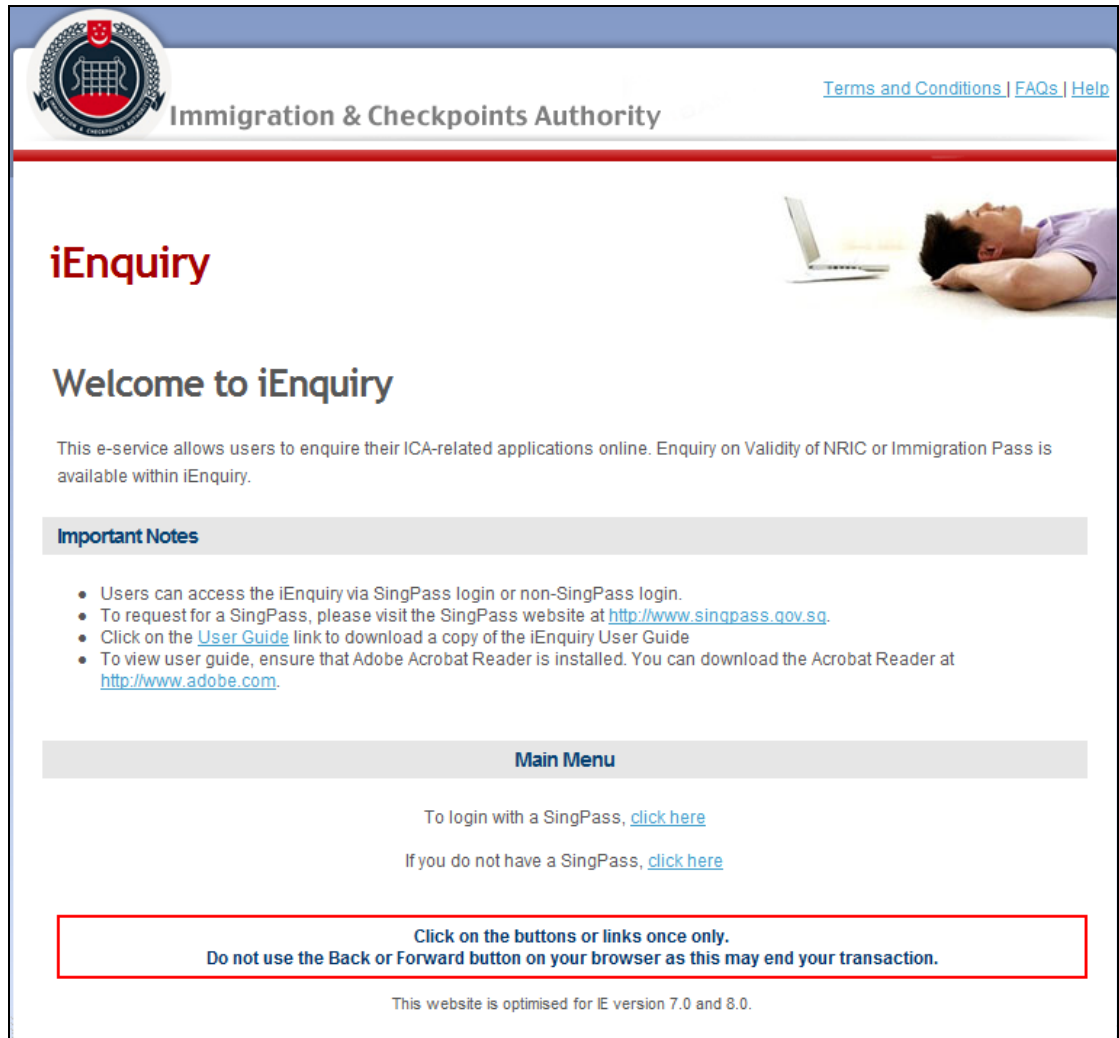 Terms and Conditions | FAQs | Help
IMMIGRATION & CHECKPOINTS AUTHORITY
Immigration & Checkpoints Authority
iEnquiry
Welcome to iEnquiry
This e-service allows users to enquire their ICA-related applications online. Enquiry on Validity of NRIC or Immigration Pass is
available within iEnquiry.
Important Notes
● Users can access the iEnquiry via SingPass login or non-SingPass login.
● To request for a SingPass, please visit the SingPass website at http://www.singpass.gov.sg.
● Click on the User Guide link to download a copy of the iEnquiry User Guide
● To view user guide, ensure that Adobe Acrobat Reader is installed. You can download the Acrobat Reader at
http://www.adobe.com.
Main Menu
To login with a SingPass, click here
If you do not have a SingPass, click here
Click on the buttons or links once only.
Do not use the Back or Forward button on your browser as this may end your transaction.
This website is optimised for IE version 7.0 and 8.0.